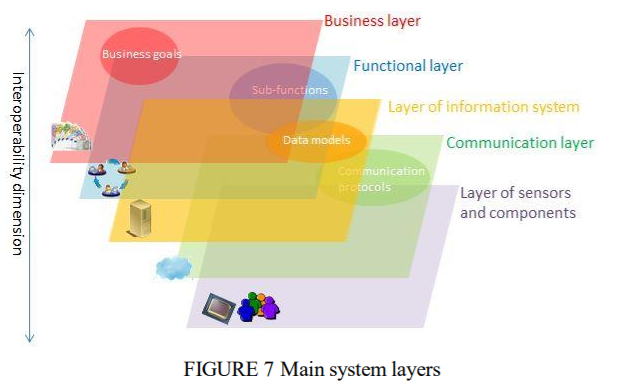 Business layer
Business goals
Functional layer
Sub-functions
Layer of information system
Data models
Communication layer
Communication
protocols
Layer of sensors
and components
Interoperability dimension
FIGURE 7 Main system layers